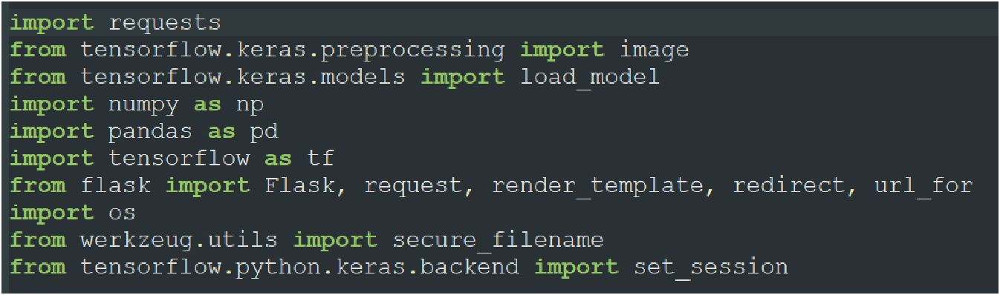 import requests
from tensorflow.keras.preprocessing import image
from tensorflow.keras.models import load_model
import numpy as np
import pandas as pd
import tensorflow as tf
from flask import Flask, request, render_template, redirect, url_for
import os
from werkzeug.utils import secure_filename
from tensorflow.python.keras.backend import set_session